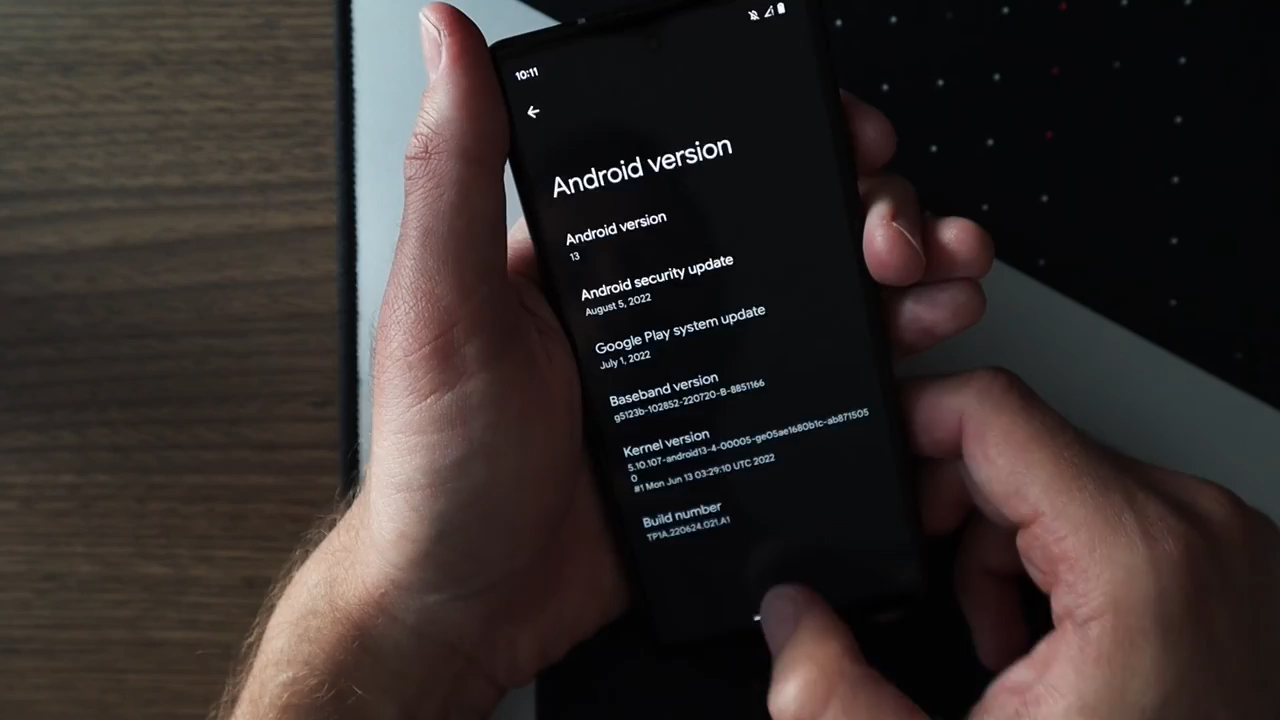 10:11
Android version
Android version
13
Android security update
August 5, 2022
Google Play system update
July 1, 2022
Baseband version
g5123b-102852-220720-B-8851166
Kernel version
5.10.107-android13-4-00005-ge05ae1680b1c-ab871505
0
#1 Mon Jun 13 03:29:10 UTC 2022
Build number
TP1A.220624.021.A1